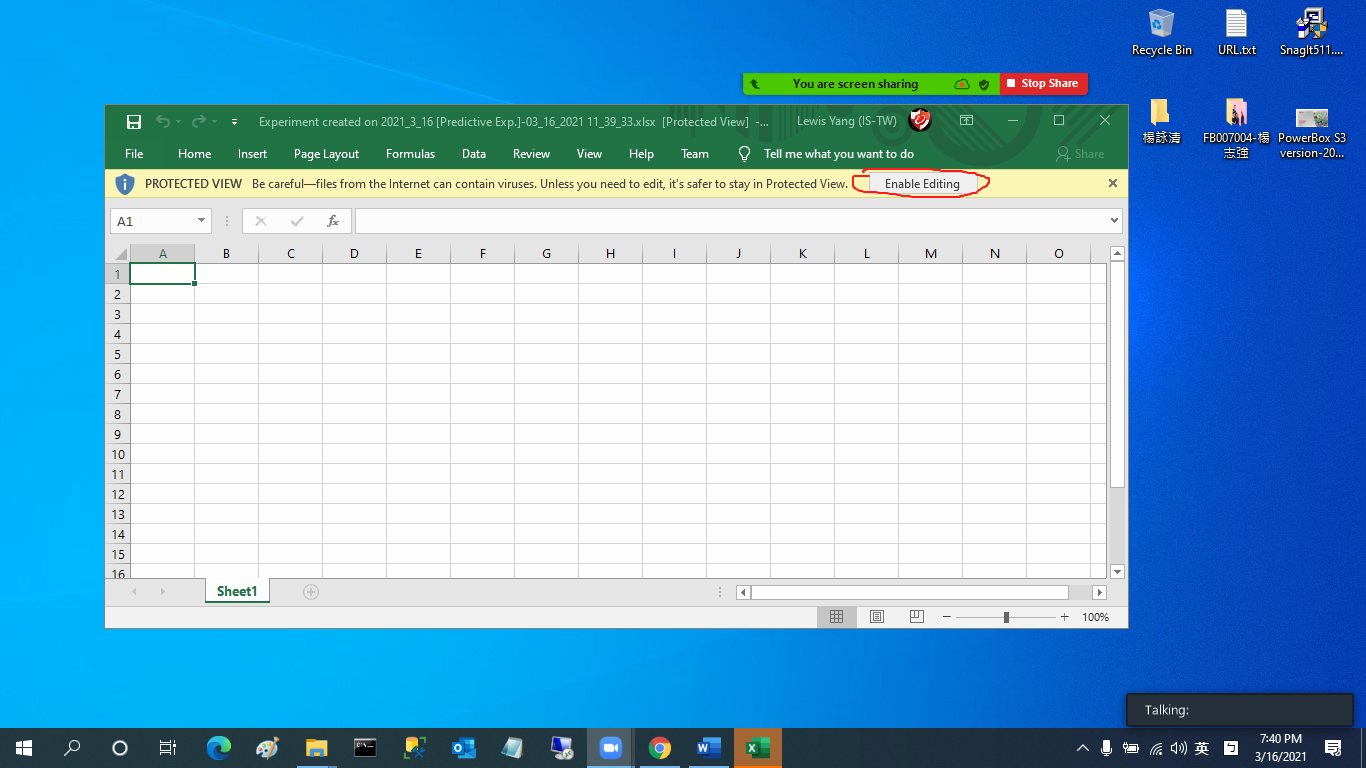 Recycle Bin
URL.txt
SnagIt511....
You are screen sharing
Stop Share
楊詠淯
FB007004-楊
志強
PowerBox S3
version-20...
Experiment created on 2021_3_16 [Predictive Exp.]-03_16_2021 11_39_33.xlsx [Protected View] -...
Lewis Yang (IS-TW)
File Home Insert Page Layout Formulas Data Review View Help Team Tell me what you want to do Share
PROTECTED VIEW Be careful—files from the Internet can contain viruses. Unless you need to edit, it's safer to stay in Protected View. Enable Editing
A1 fx
A B C D E F G H I J K L M N O
1
2
3
4
5
6
7
8
9
10
11
12
13
14
15
16
Sheet1
100%
Talking:
英
7:40 PM
3/16/2021